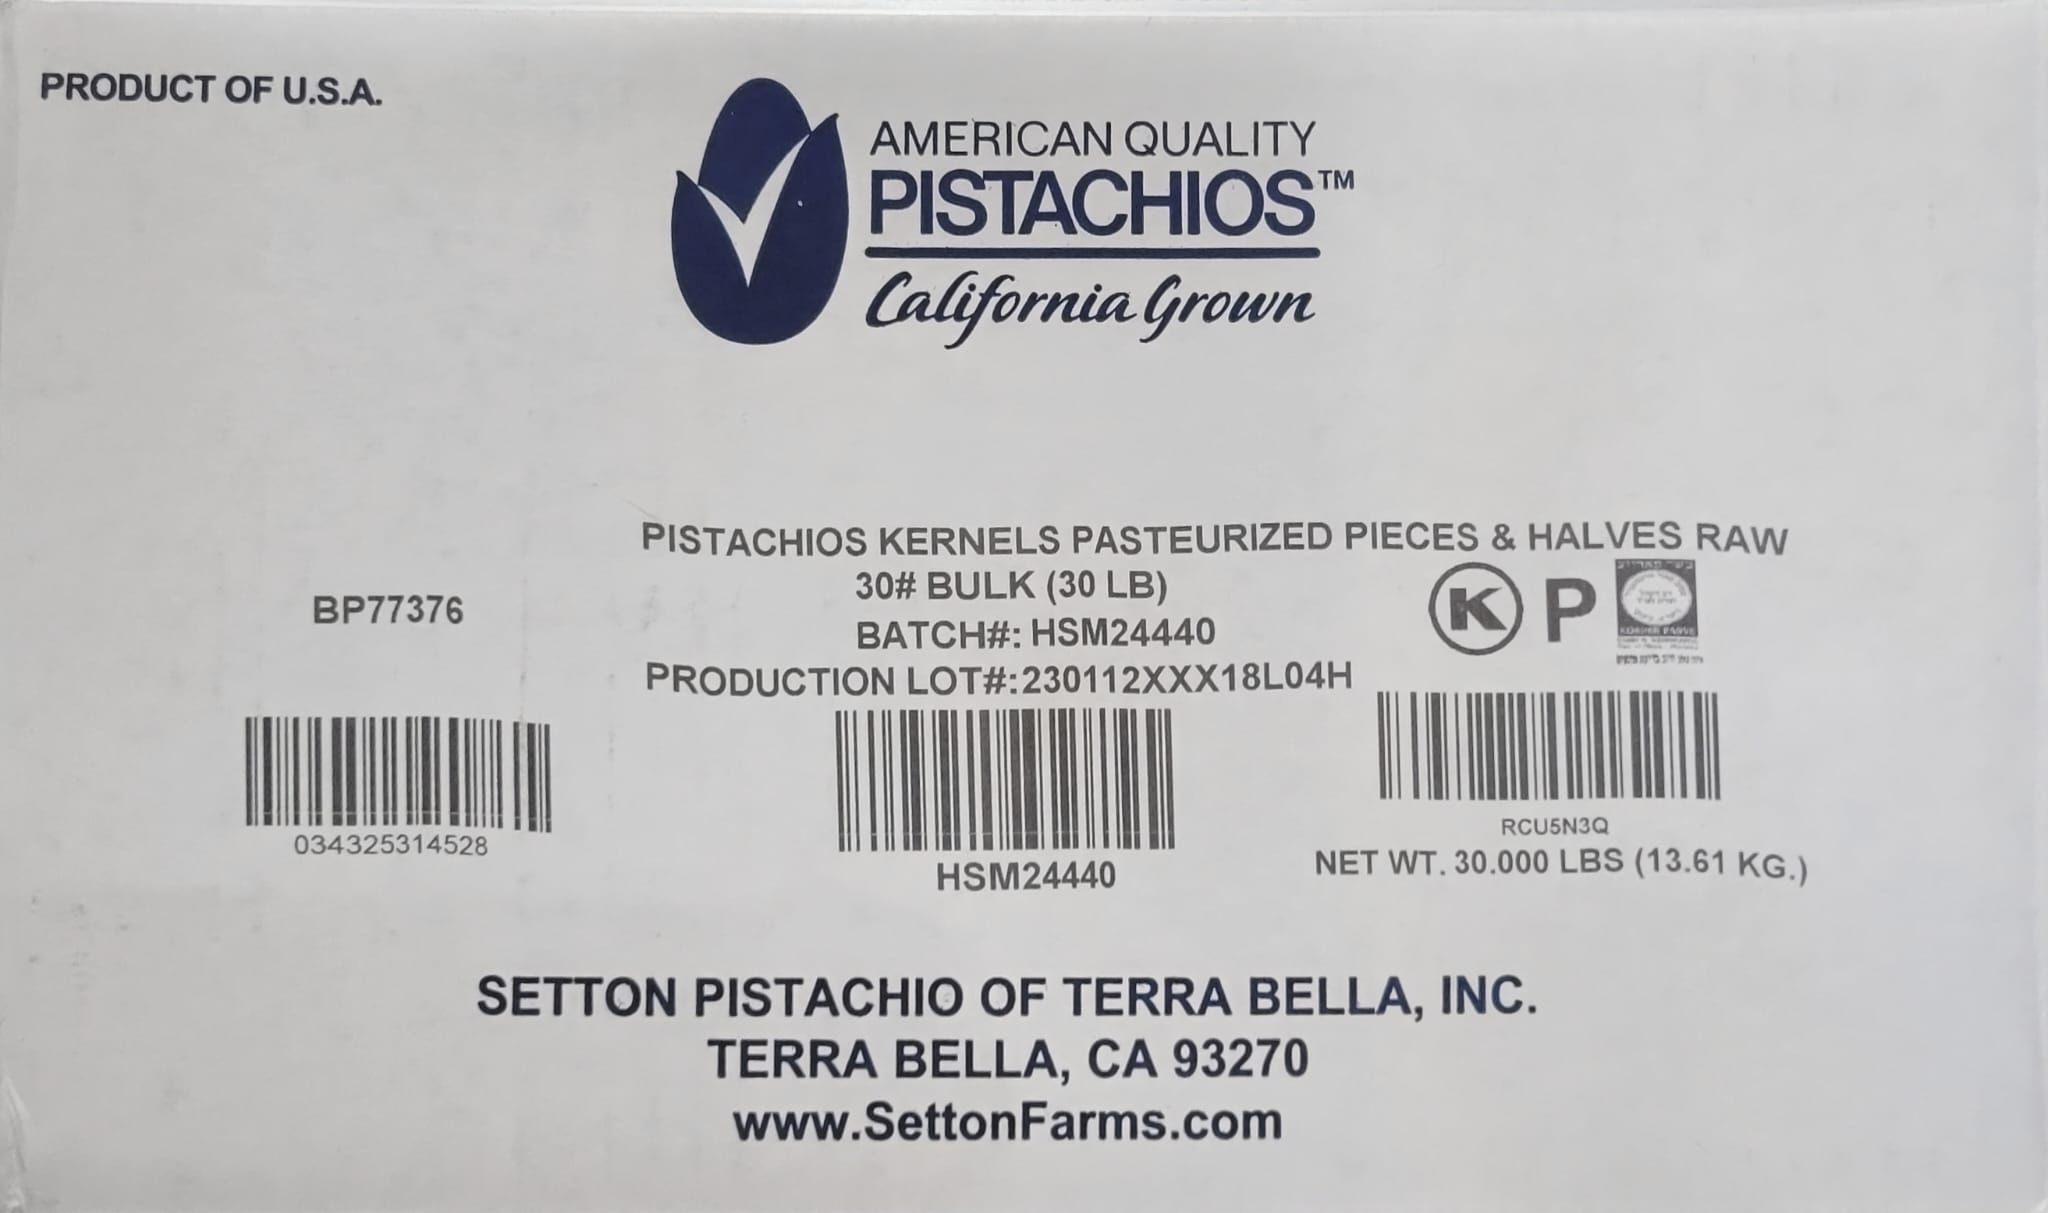 PRODUCT OF U.S.A.
AMERICAN QUALITY
PISTACHIOS™
California Grown
PISTACHIOS KERNELS PASTEURIZED PIECES & HALVES RAW
30# BULK (30 LB)
BP77376
BATCH#: HSM24440
K P
KOSHER PARVE
PRODUCTION LOT#:230112XXX18L04H
034325314528
HSM24440
RCU5N3Q
NET WT. 30.000 LBS (13.61 KG.)
SETTON PISTACHIO OF TERRA BELLA, INC.
TERRA BELLA, CA 93270
www.SettonFarms.com